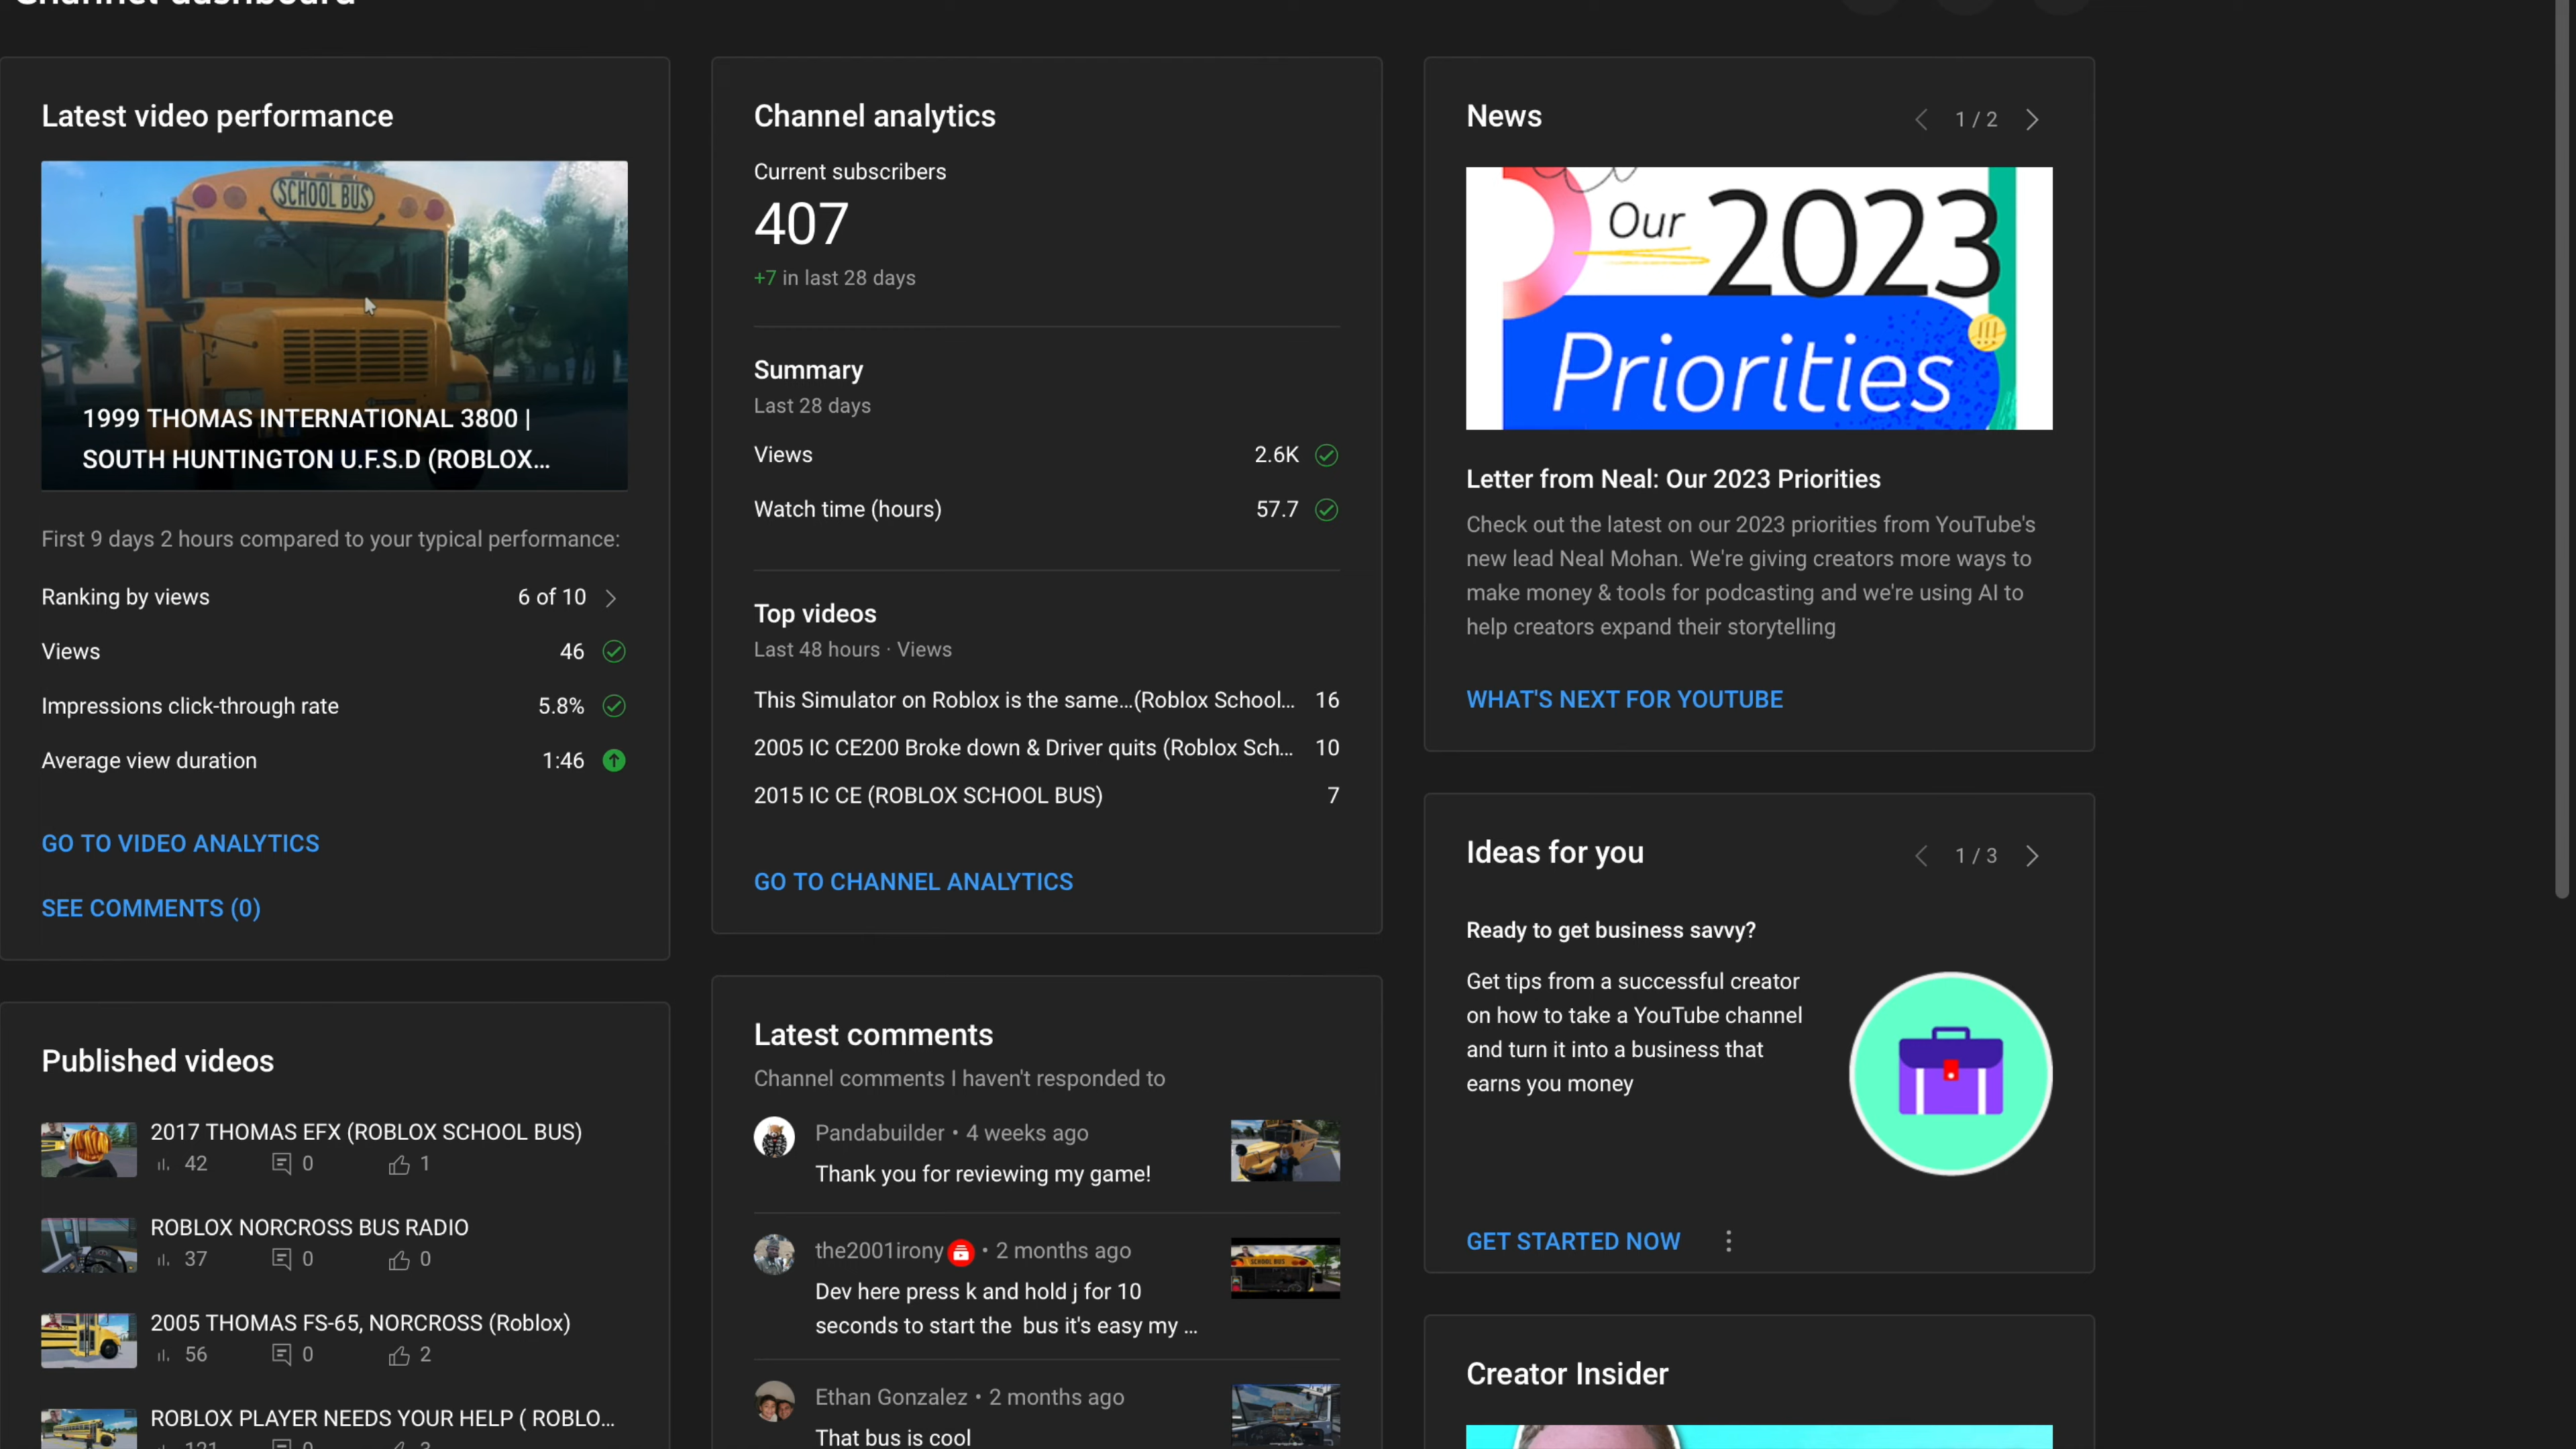 Channel dashboard
Latest video performance
SCHOOL BUS
1999 THOMAS INTERNATIONAL 3800 |
SOUTH HUNTINGTON U.F.S.D (ROBLOX...
First 9 days 2 hours compared to your typical performance:
Ranking by views 6 of 10
Views 46
Impressions click-through rate 5.8%
Average view duration 1:46
GO TO VIDEO ANALYTICS
SEE COMMENTS (0)
Published videos
2017 THOMAS EFX (ROBLOX SCHOOL BUS)
42 0 1
ROBLOX NORCROSS BUS RADIO
37 0 0
2005 THOMAS FS-65, NORCROSS (Roblox)
56 0 2
ROBLOX PLAYER NEEDS YOUR HELP ( ROBLO...
121 0 3
Channel analytics
Current subscribers
407
+7 in last 28 days
Summary
Last 28 days
Views 2.6K
Watch time (hours) 57.7
Top videos
Last 48 hours · Views
This Simulator on Roblox is the same...(Roblox School... 16
2005 IC CE200 Broke down & Driver quits (Roblox Sch... 10
2015 IC CE (ROBLOX SCHOOL BUS) 7
GO TO CHANNEL ANALYTICS
Latest comments
Channel comments I haven't responded to
Pandabuilder • 4 weeks ago
Thank you for reviewing my game!
the2001irony • 2 months ago
Dev here press k and hold j for 10
seconds to start the  bus it's easy my ...
SCHOOL BUS
Ethan Gonzalez • 2 months ago
That bus is cool
News
1 / 2
Our 2023
Priorities
Letter from Neal: Our 2023 Priorities
Check out the latest on our 2023 priorities from YouTube's
new lead Neal Mohan. We're giving creators more ways to
make money & tools for podcasting and we're using AI to
help creators expand their storytelling
WHAT'S NEXT FOR YOUTUBE
Ideas for you
1 / 3
Ready to get business savvy?
Get tips from a successful creator
on how to take a YouTube channel
and turn it into a business that
earns you money
GET STARTED NOW
Creator Insider